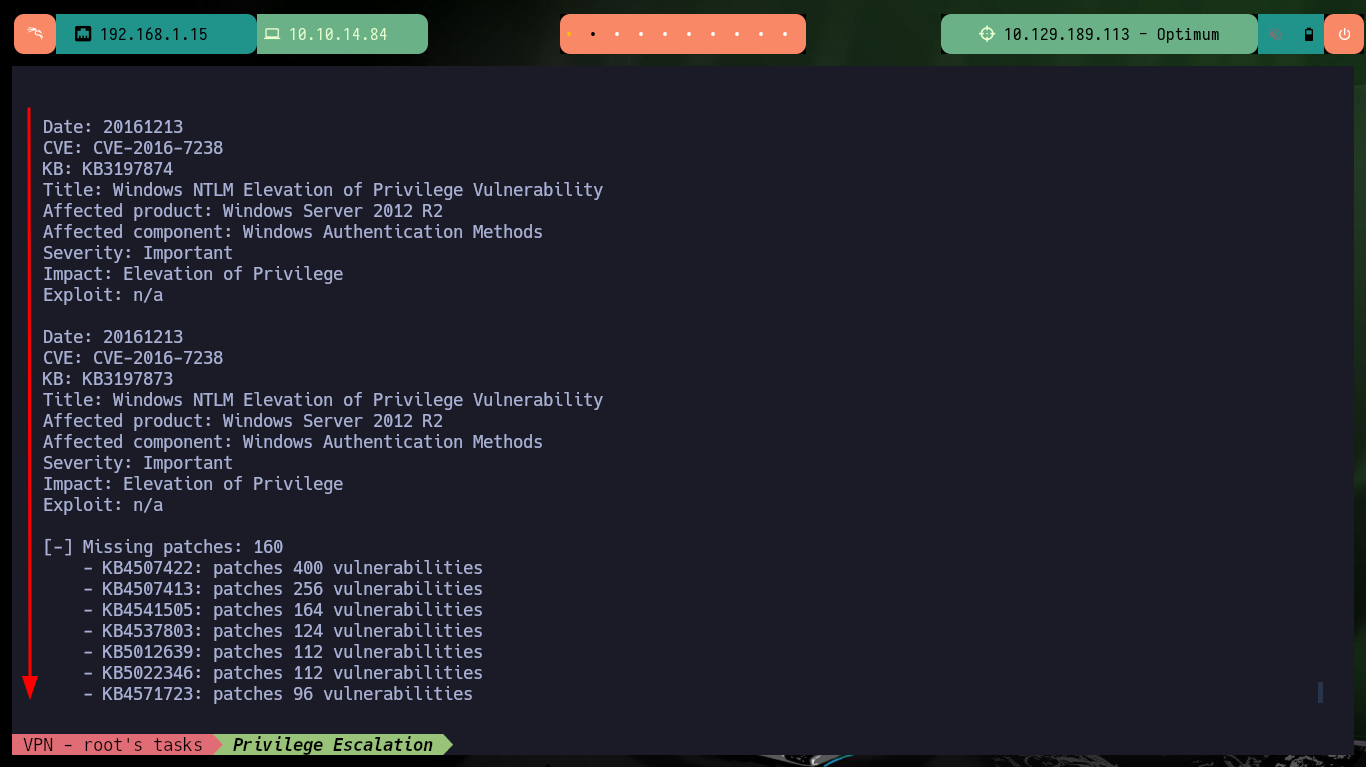 192.168.1.15
10.10.14.84
10.129.189.113 - Optimum
Date: 20161213
CVE: CVE-2016-7238
KB: KB3197874
Title: Windows NTLM Elevation of Privilege Vulnerability
Affected product: Windows Server 2012 R2
Affected component: Windows Authentication Methods
Severity: Important
Impact: Elevation of Privilege
Exploit: n/a
Date: 20161213
CVE: CVE-2016-7238
KB: KB3197873
Title: Windows NTLM Elevation of Privilege Vulnerability
Affected product: Windows Server 2012 R2
Affected component: Windows Authentication Methods
Severity: Important
Impact: Elevation of Privilege
Exploit: n/a
[-] Missing patches: 160
- KB4507422: patches 400 vulnerabilities
- KB4507413: patches 256 vulnerabilities
- KB4541505: patches 164 vulnerabilities
- KB4537803: patches 124 vulnerabilities
- KB5012639: patches 112 vulnerabilities
- KB5022346: patches 112 vulnerabilities
- KB4571723: patches 96 vulnerabilities
VPN - root's tasks Privilege Escalation